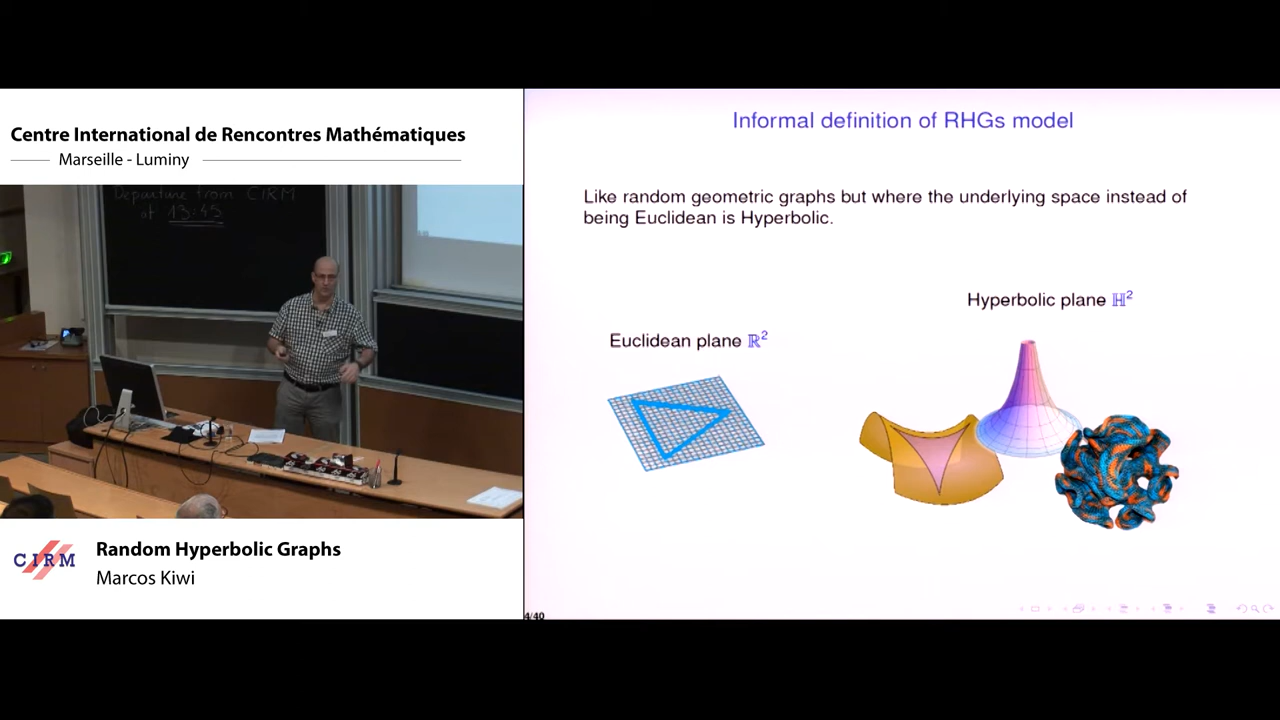 Centre International de Rencontres Mathématiques
Marseille - Luminy
Departure from CIRM
at 13:45
CIRM
Random Hyperbolic Graphs
Marcos Kiwi
Informal definition of RHGs model
Like random geometric graphs but where the underlying space instead of
being Euclidean is Hyperbolic.
Hyperbolic plane ℍ²
Euclidean plane ℝ²
4/40